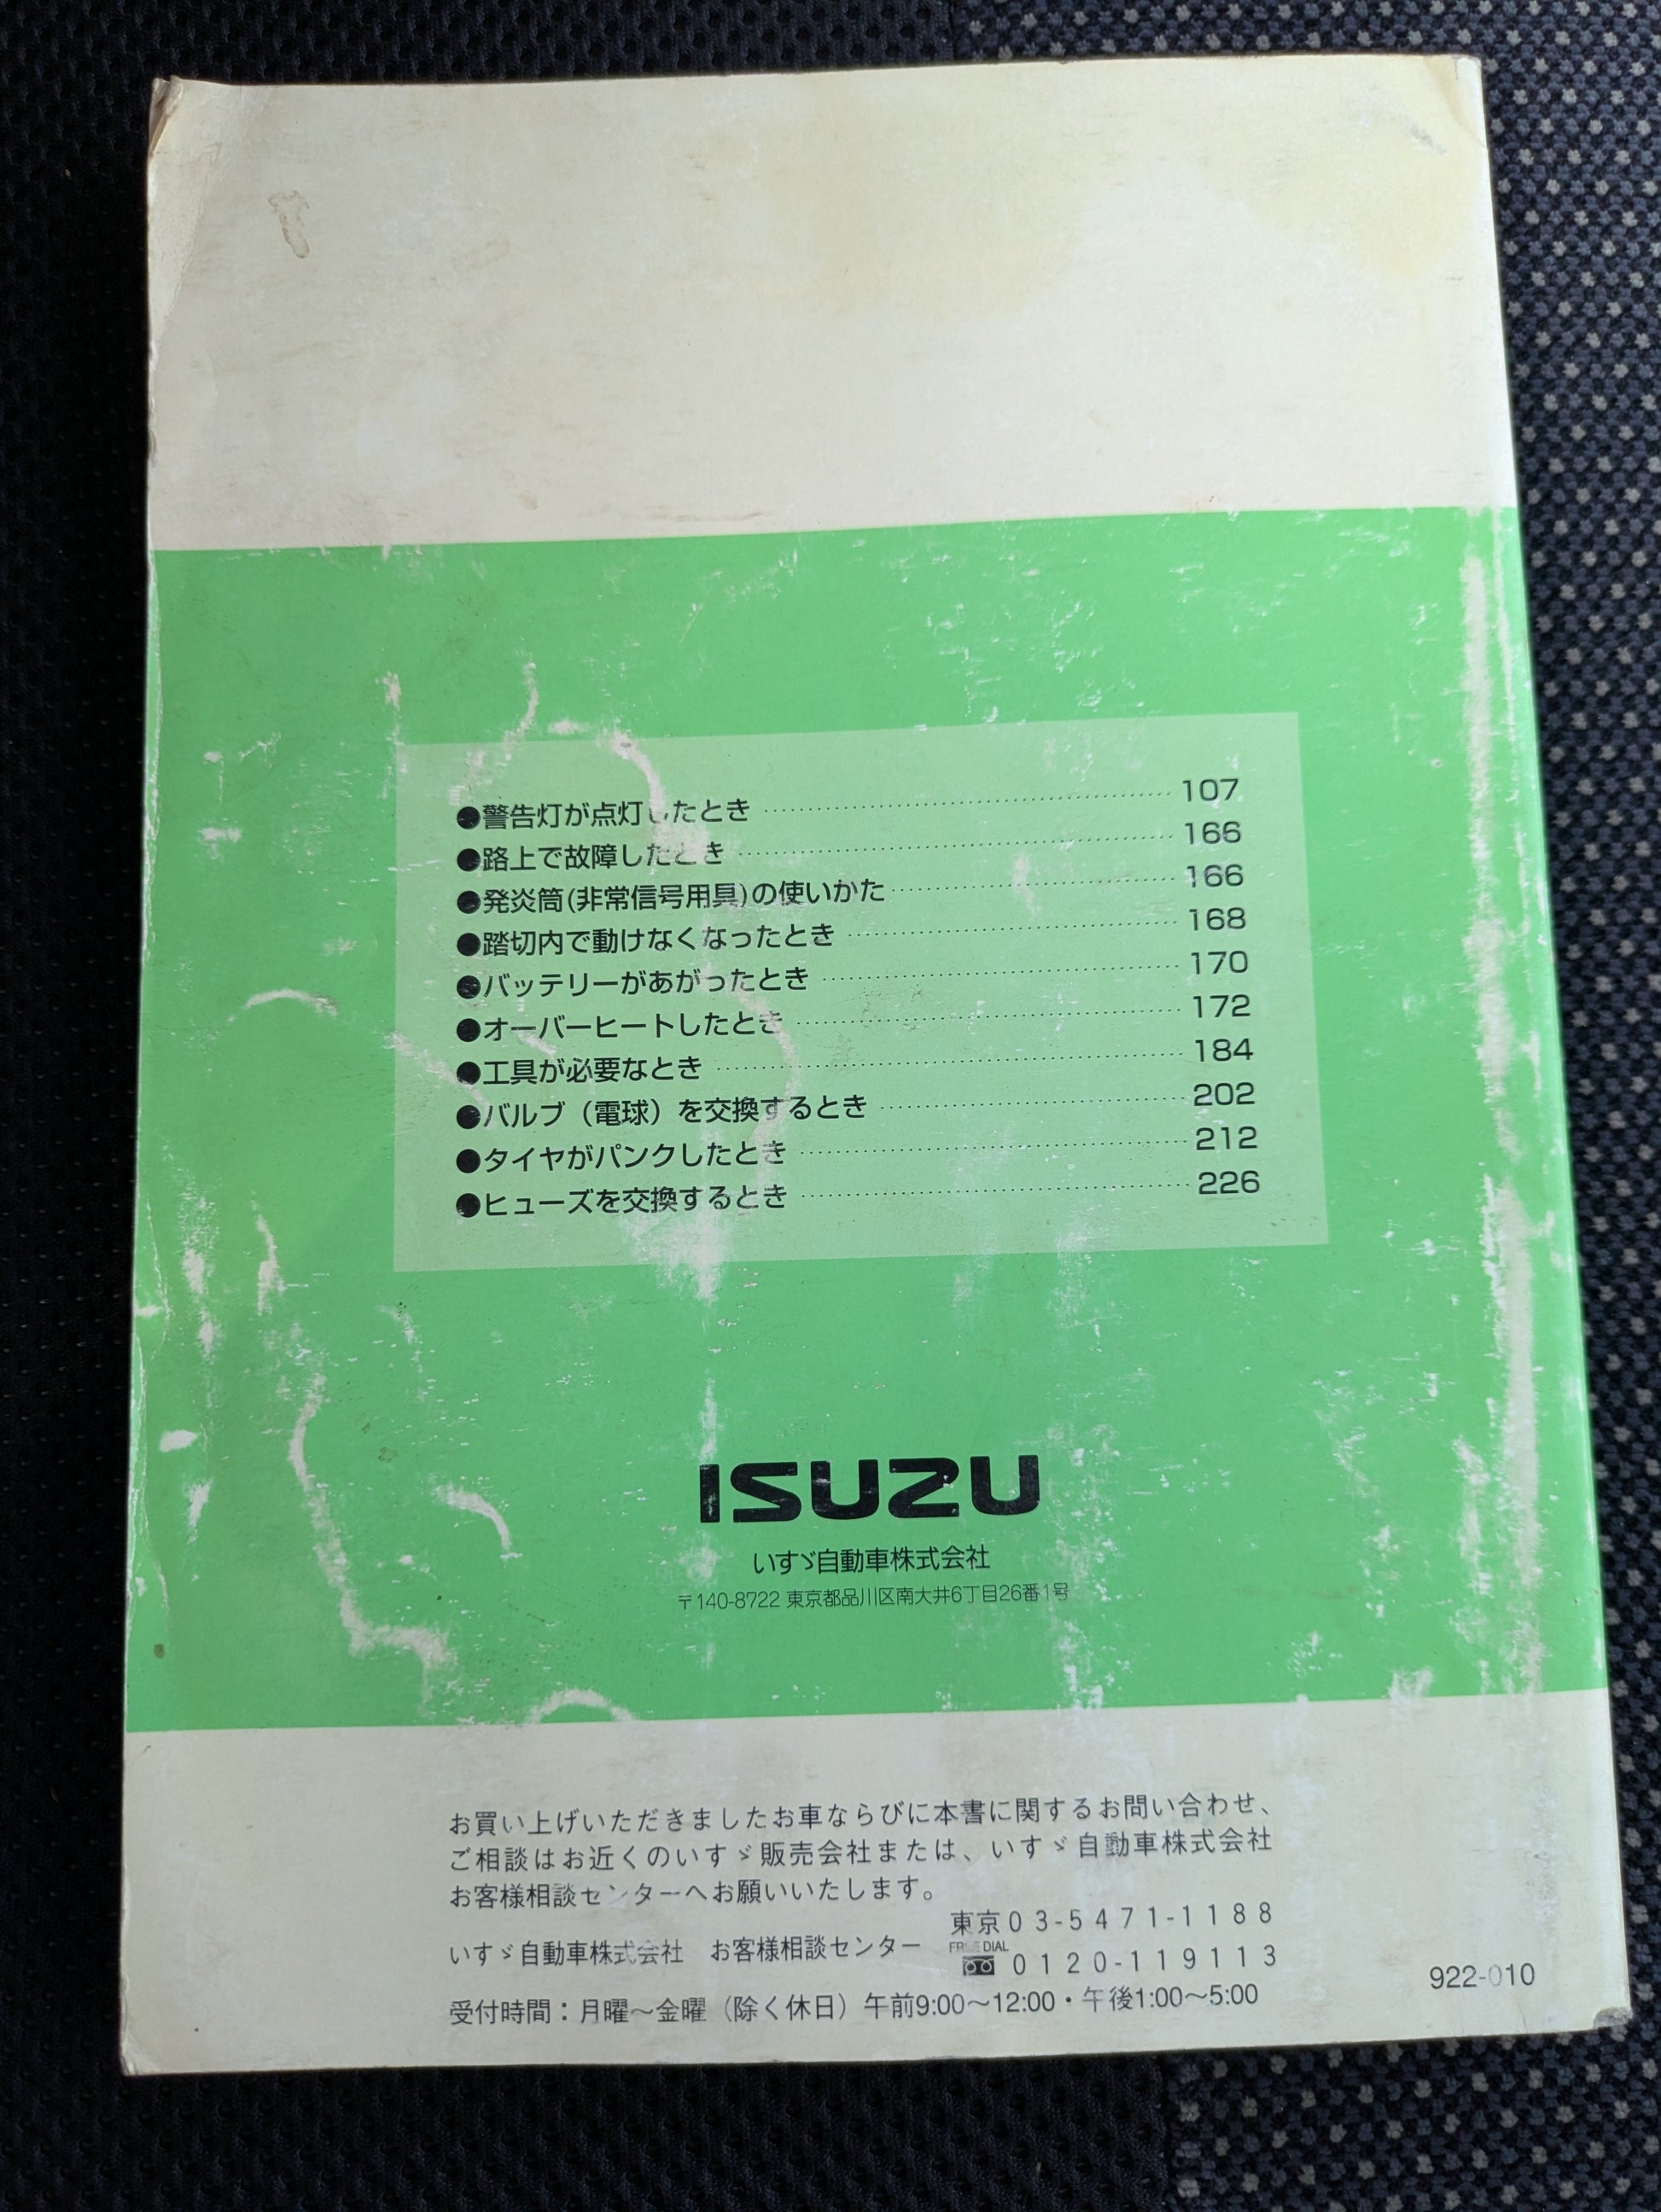 ●警告灯が点灯したとき 107
●路上で故障したとき 166
●発炎筒(非常信号用具)の使いかた 166
●踏切内で動けなくなったとき 168
●バッテリーがあがったとき 170
●オーバーヒートしたとき 172
●工具が必要なとき 184
●バルブ（電球）を交換するとき 202
●タイヤがパンクしたとき 212
●ヒューズを交換するとき 226
ISUZU
いすゞ自動車株式会社
〒140-8722 東京都品川区南大井6丁目26番1号
お買い上げいただきましたお車ならびに本書に関するお問い合わせ、
ご相談はお近くのいすゞ販売会社または、いすゞ自動車株式会社
お客様相談センターへお願いいたします。
東京03-5471-1188
いすゞ自動車株式会社 お客様相談センター
FREE DIAL
0120-119113
受付時間：月曜～金曜（除く休日）午前9:00～12:00・午後1:00～5:00
922-010